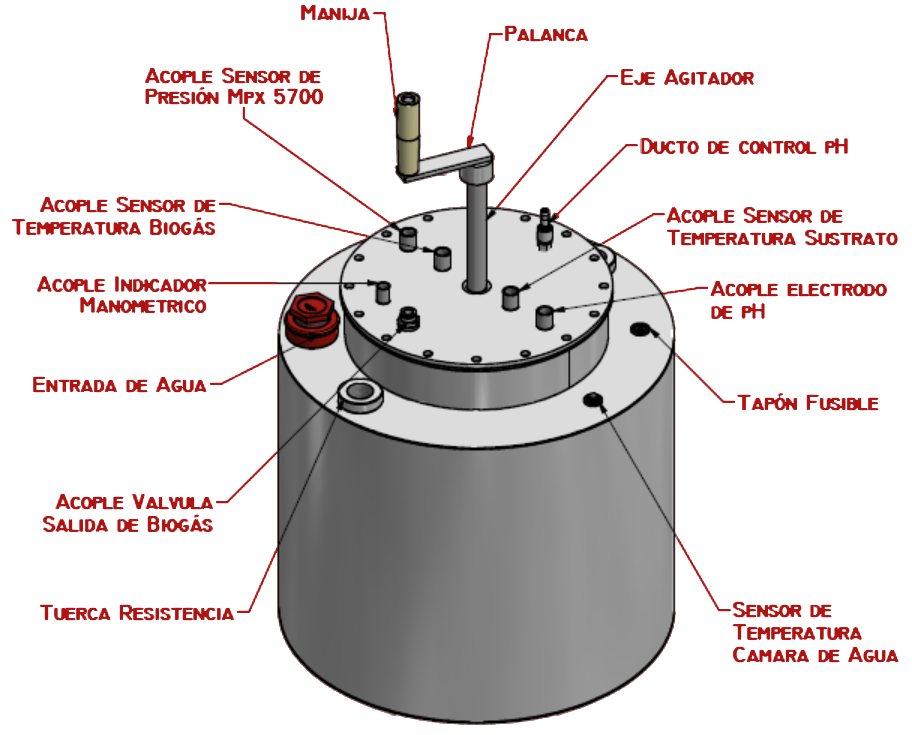 Manija
Palanca
Acople Sensor de
Presión Mpx 5700
Eje Agitador
Ducto de control pH
Acople Sensor de
Temperatura Biogás
Acople Sensor de
Temperatura Sustrato
Acople Indicador
Manometrico
Acople electrodo
de pH
Entrada de Agua
Tapón Fusible
Acople Valvula
Salida de Biogás
Tuerca Resistencia
Sensor de
Temperatura
Camara de Agua